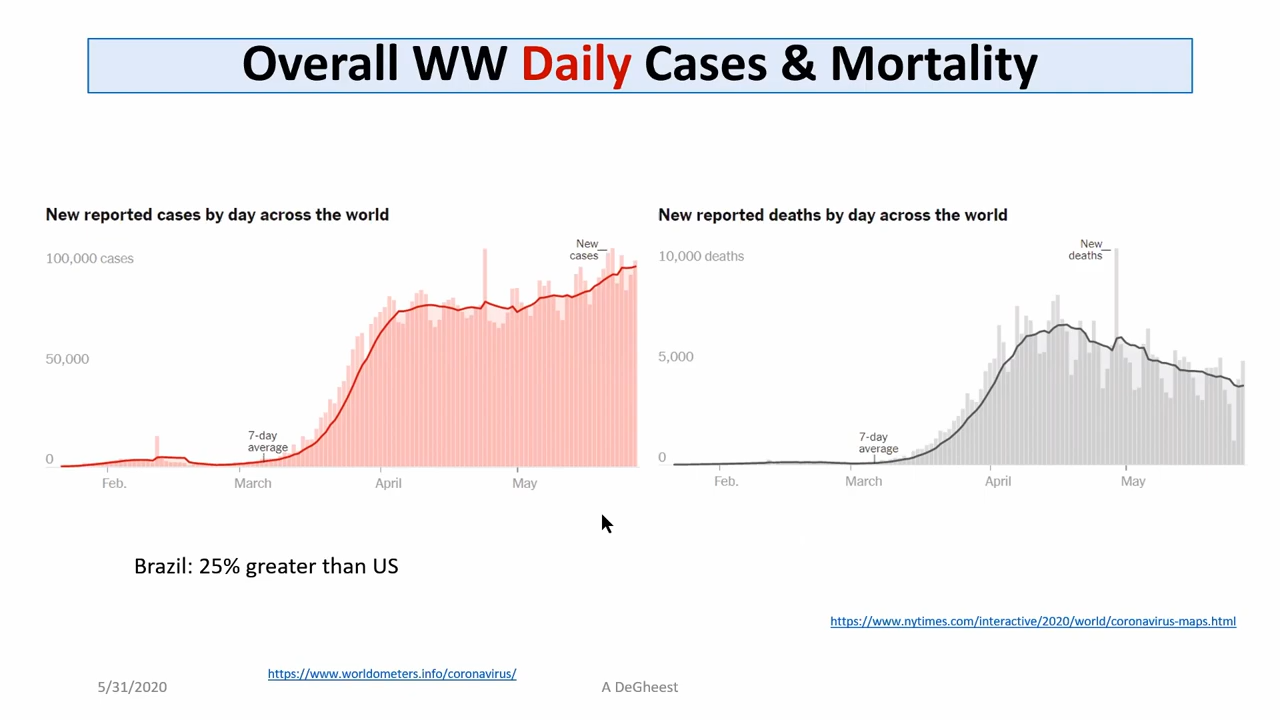 Overall WW Daily Cases & Mortality
New reported cases by day across the world
100,000 cases
50,000
0
New
cases
7-day
average
Feb.
March
April
May
New reported deaths by day across the world
10,000 deaths
5,000
0
New
deaths
7-day
average
Feb.
March
April
May
Brazil: 25% greater than US
https://www.nytimes.com/interactive/2020/world/coronavirus-maps.html
https://www.worldometers.info/coronavirus/
5/31/2020
A DeGheest